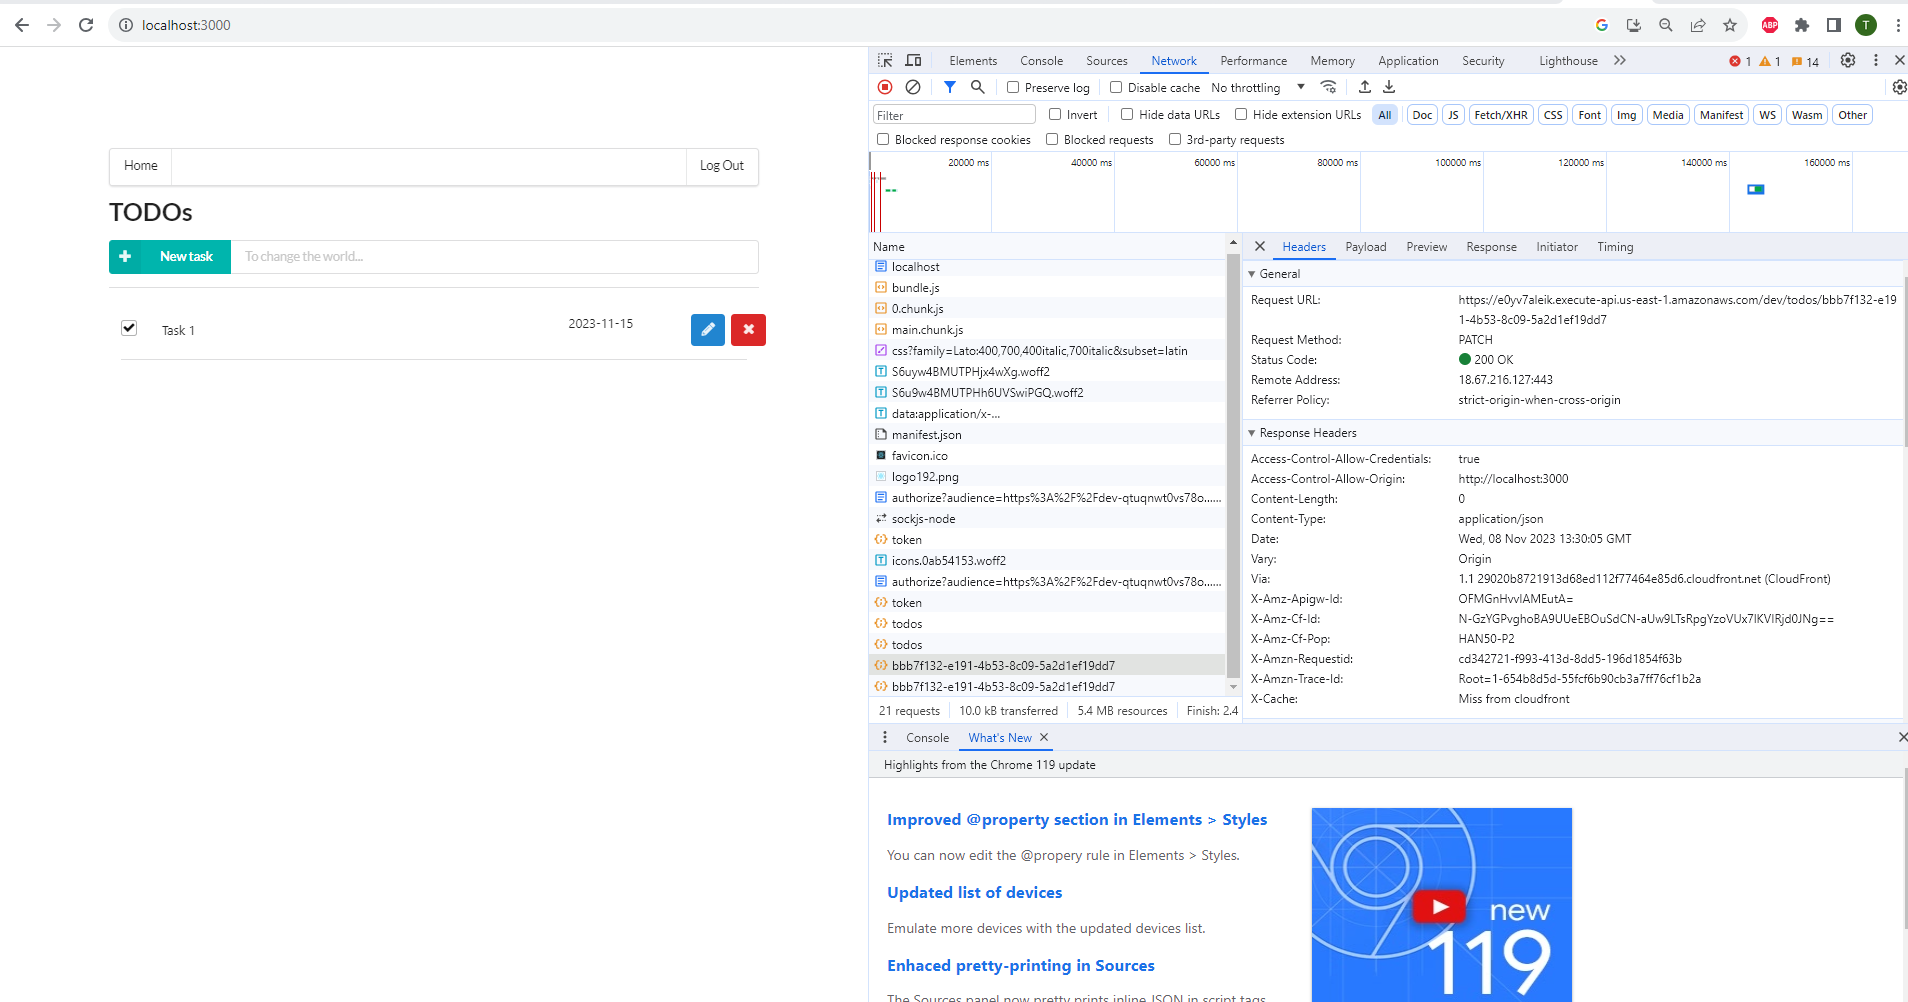 localhost:3000
ABP
T
Elements Console Sources Network Performance Memory Application Security Lighthouse 1 1 14
Preserve log Disable cache No throttling
Filter Invert Hide data URLs Hide extension URLs All Doc JS Fetch/XHR CSS Font Img Media Manifest WS Wasm Other
Blocked response cookies Blocked requests 3rd-party requests
20000 ms 40000 ms 60000 ms 80000 ms 100000 ms 120000 ms 140000 ms 160000 ms
Home Log Out
TODOs
New task To change the world...
Task 1 2023-11-15
Name
localhost
bundle.js
0.chunk.js
main.chunk.js
css?family=Lato:400,700,400italic,700italic&subset=latin
S6uyw4BMUTPHjx4wXg.woff2
S6u9w4BMUTPHh6UVSwiPGQ.woff2
data:application/x-...
manifest.json
favicon.ico
logo192.png
authorize?audience=https%3A%2F%2Fdev-qtuqnwt0vs78o......
sockjs-node
token
icons.0ab54153.woff2
authorize?audience=https%3A%2F%2Fdev-qtuqnwt0vs78o......
token
todos
todos
bbb7f132-e191-4b53-8c09-5a2d1ef19dd7
bbb7f132-e191-4b53-8c09-5a2d1ef19dd7
21 requests 10.0 kB transferred 5.4 MB resources Finish: 2.4
Headers Payload Preview Response Initiator Timing
General
Request URL: https://e0yv7aleik.execute-api.us-east-1.amazonaws.com/dev/todos/bbb7f132-e19
1-4b53-8c09-5a2d1ef19dd7
Request Method: PATCH
Status Code: 200 OK
Remote Address: 18.67.216.127:443
Referrer Policy: strict-origin-when-cross-origin
Response Headers
Access-Control-Allow-Credentials: true
Access-Control-Allow-Origin: http://localhost:3000
Content-Length: 0
Content-Type: application/json
Date: Wed, 08 Nov 2023 13:30:05 GMT
Vary: Origin
Via: 1.1 29020b8721913d68ed112f77464e85d6.cloudfront.net (CloudFront)
X-Amz-Apigw-Id: OFMGnHvvIAMEutA=
X-Amz-Cf-Id: N-GzYGPvghoBA9UUeEBOuSdCN-aUw9LTsRpgYzoVUx7IKVIRjd0JNg==
X-Amz-Cf-Pop: HAN50-P2
X-Amzn-Requestid: cd342721-f993-413d-8dd5-196d1854f63b
X-Amzn-Trace-Id: Root=1-654b8d5d-55fcf6b90cb3a7ff76cf1b2a
X-Cache: Miss from cloudfront
Console What's New
Highlights from the Chrome 119 update
Improved @property section in Elements > Styles
You can now edit the @propery rule in Elements > Styles.
Updated list of devices
Emulate more devices with the updated devices list.
Enhaced pretty-printing in Sources
The Sources panel now pretty prints inline JSON in script tags
new
119